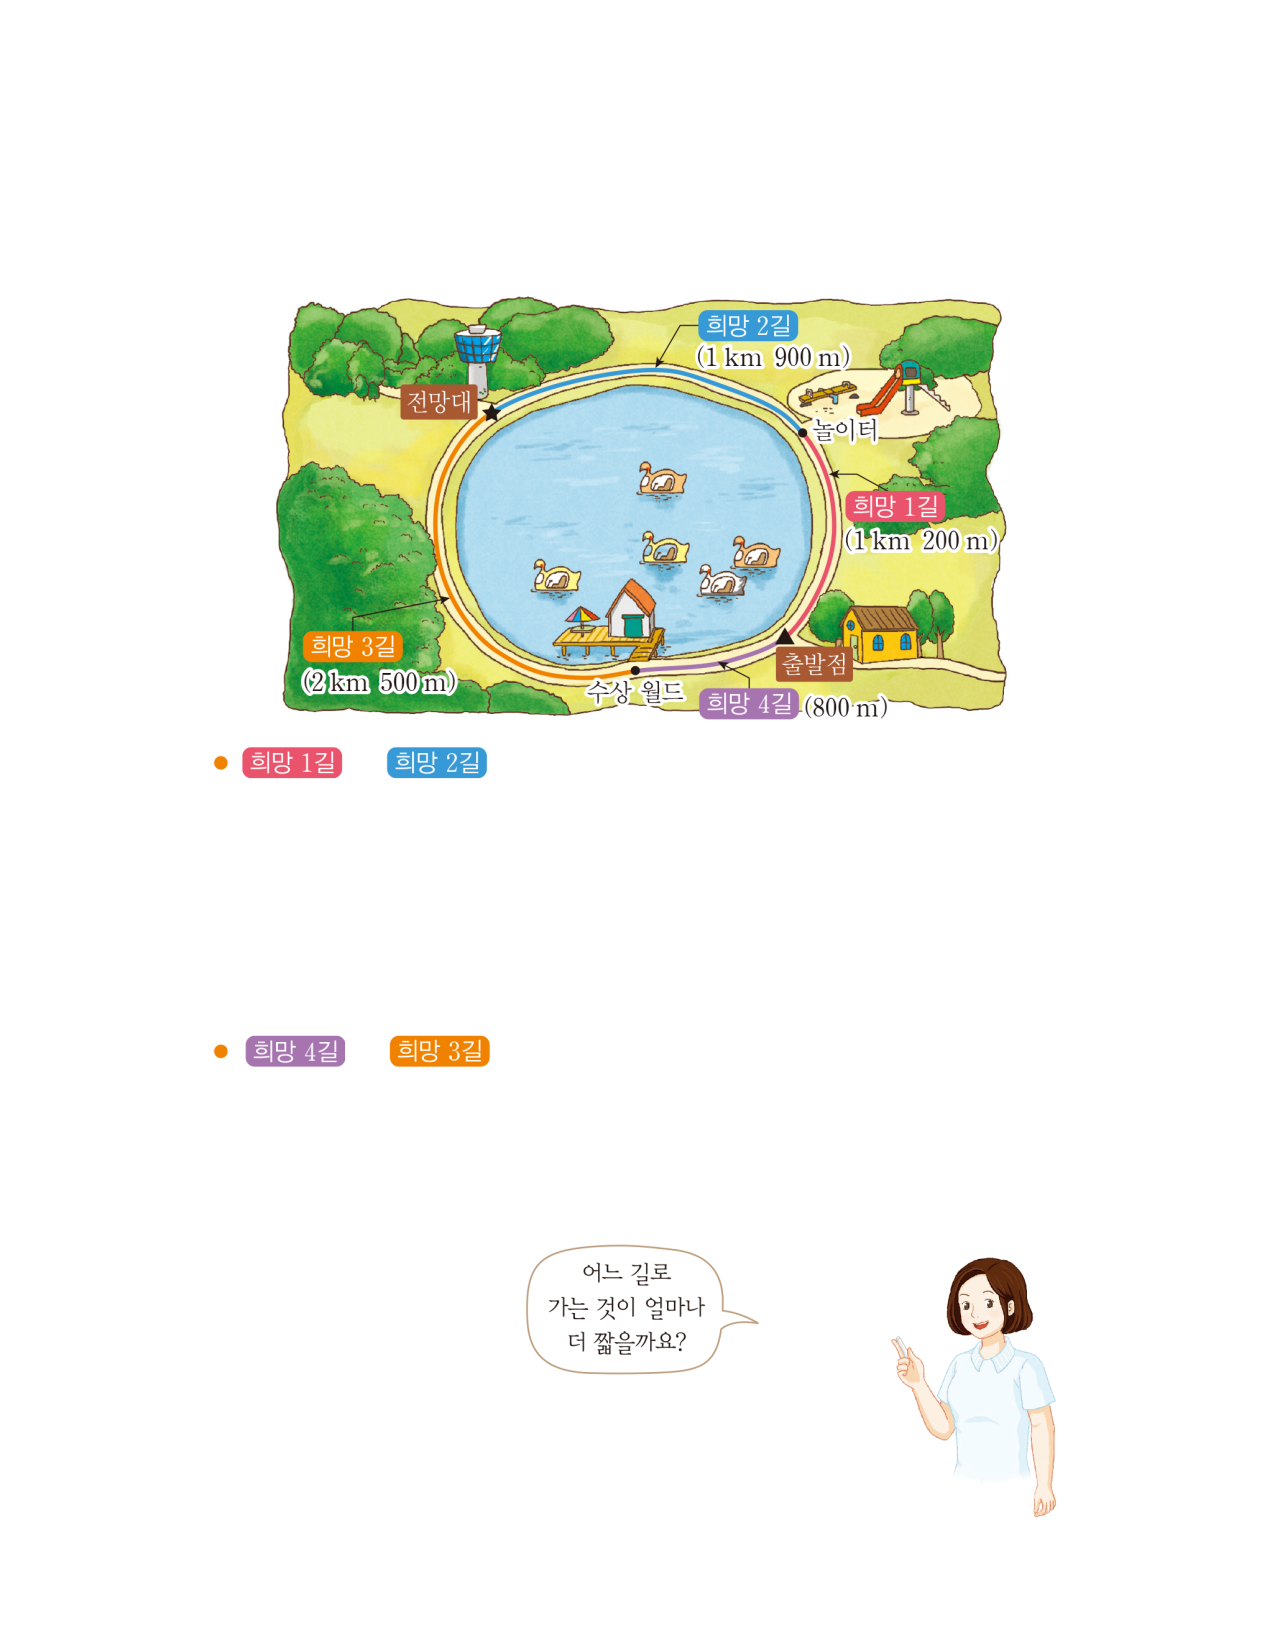 희망 2길
(1 km 900 m)
전망대
놀이터
희망 1길
(1 km 200 m)
희망 3길
(2 km 500 m)
출발점
수상 월드
희망 4길 (800 m)
희망 1길 희망 2길
희망 4길 희망 3길
어느 길로
가는 것이 얼마나
더 짧을까요?